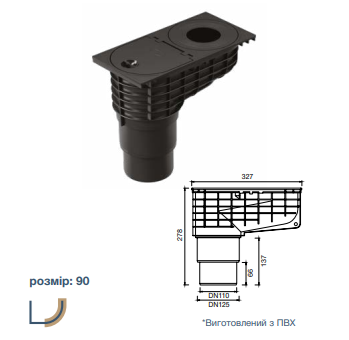 327
278
137
66
DN110
DN125
розмір: 90
*Виготовлений з ПВХ